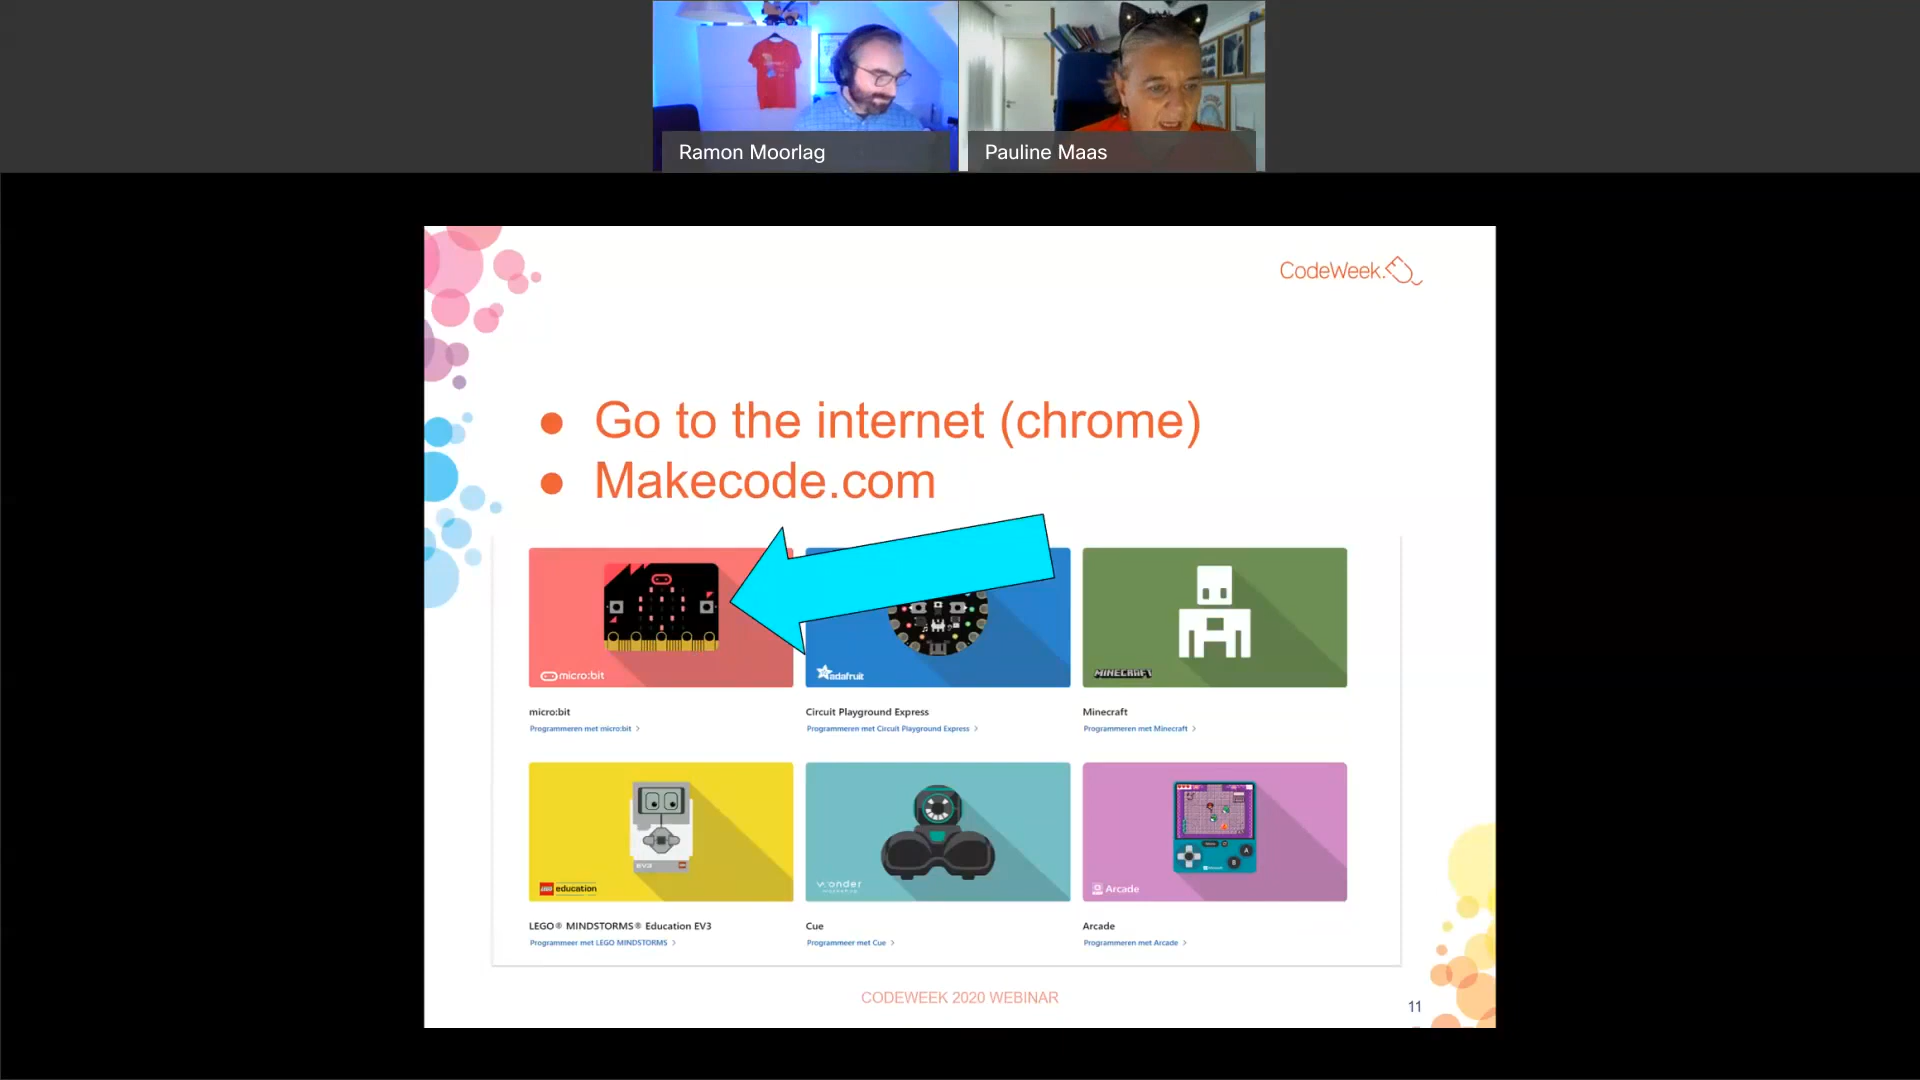 Ramon Moorlag
Pauline Maas
CodeWeek
• Go to the internet (chrome)
• Makecode.com
micro:bit
adafruit
MINECRAFT
micro:bit
Circuit Playground Express
Minecraft
Programmeren met micro:bit >
Programmeren met Circuit Playground Express >
Programmeren met Minecraft >
EV3
education
wonder
Arcade
A
B
LEGO® MINDSTORMS® Education EV3
Cue
Arcade
Programmeer met LEGO MINDSTORMS >
Programmeer met Cue >
Programmeren met Arcade >
CODEWEEK 2020 WEBINAR
11